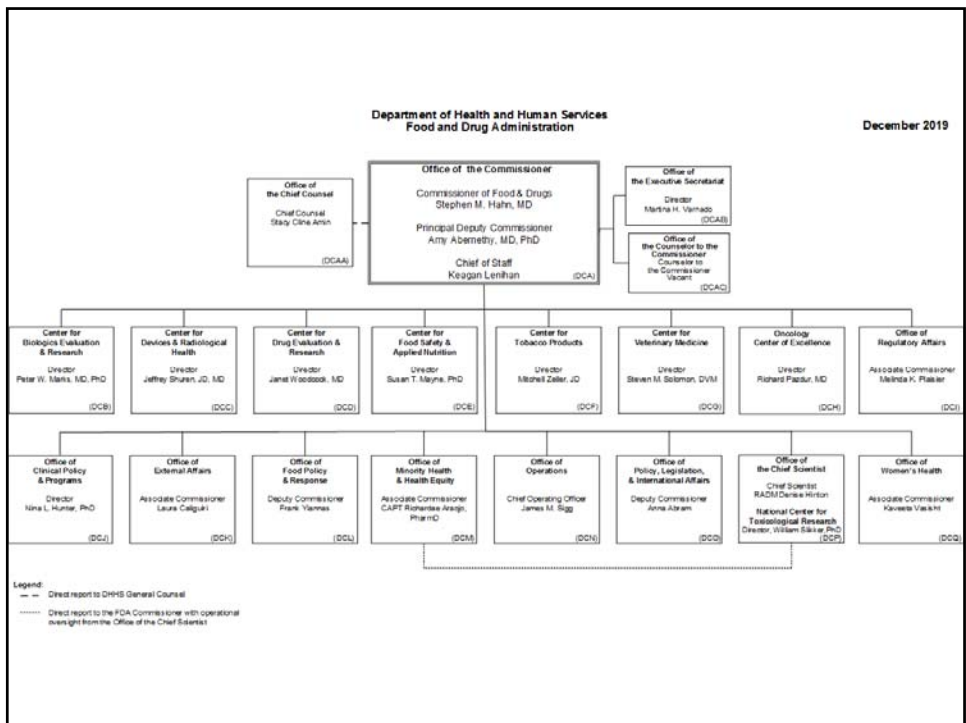 Department of Health and Human Services
Food and Drug Administration
December 2019
Office of the Commissioner
Commissioner of Food & Drugs
Stephen M. Hahn, MD
Principal Deputy Commissioner
Amy Abernethy, MD, PhD
Chief of Staff
Keagan Lenihan
(DCA)
Office of
the Chief Counsel
Chief Counsel
Stacy Cline Amin
(DCAA)
Office of
the Executive Secretariat
Director
Martina H. Varnado
(DCAB)
Office of
the Counselor to the
Commissioner
Counselor to
the Commissioner
Vacant
(DCAC)
Center for
Biologics Evaluation
& Research
Director
Peter W. Marks, MD, PhD
(DCB)
Center for
Devices & Radiological
Health
Director
Jeffrey Shuren, JD, MD
(DCC)
Center for
Drug Evaluation &
Research
Director
Janet Woodcock, MD
(DCD)
Center for
Food Safety &
Applied Nutrition
Director
Susan T. Mayne, PhD
(DCE)
Center for
Tobacco Products
Director
Mitchell Zeller, JD
(DCF)
Center for
Veterinary Medicine
Director
Steven M. Solomon, DVM
(DCG)
Oncology
Center of Excellence
Director
Richard Pazdur, MD
(DCH)
Office of
Regulatory Affairs
Associate Commissioner
Melinda K. Plaisier
(DCI)
Office of
Clinical Policy
& Programs
Director
Nina L. Hunter, PhD
(DCJ)
Office of
External Affairs
Associate Commissioner
Laura Caliguiri
(DCK)
Office of
Food Policy
& Response
Deputy Commissioner
Frank Yiannas
(DCL)
Office of
Minority Health
& Health Equity
Associate Commissioner
CAPT Richardae Araojo,
PharmD
(DCM)
Office of
Operations
Chief Operating Officer
James M. Sigg
(DCN)
Office of
Policy, Legislation,
& International Affairs
Deputy Commissioner
Anna Abram
(DCO)
Office of
the Chief Scientist
Chief Scientist
RADM Denise Hinton
National Center for
Toxicological Research
Director, William Slikker, PhD
(DCP)
Office of
Women's Health
Associate Commissioner
Kaveeta Vasisht
(DCQ)
Legend:
Direct report to DHHS General Counsel
Direct report to the FDA Commissioner with operational
oversight from the Office of the Chief Scientist